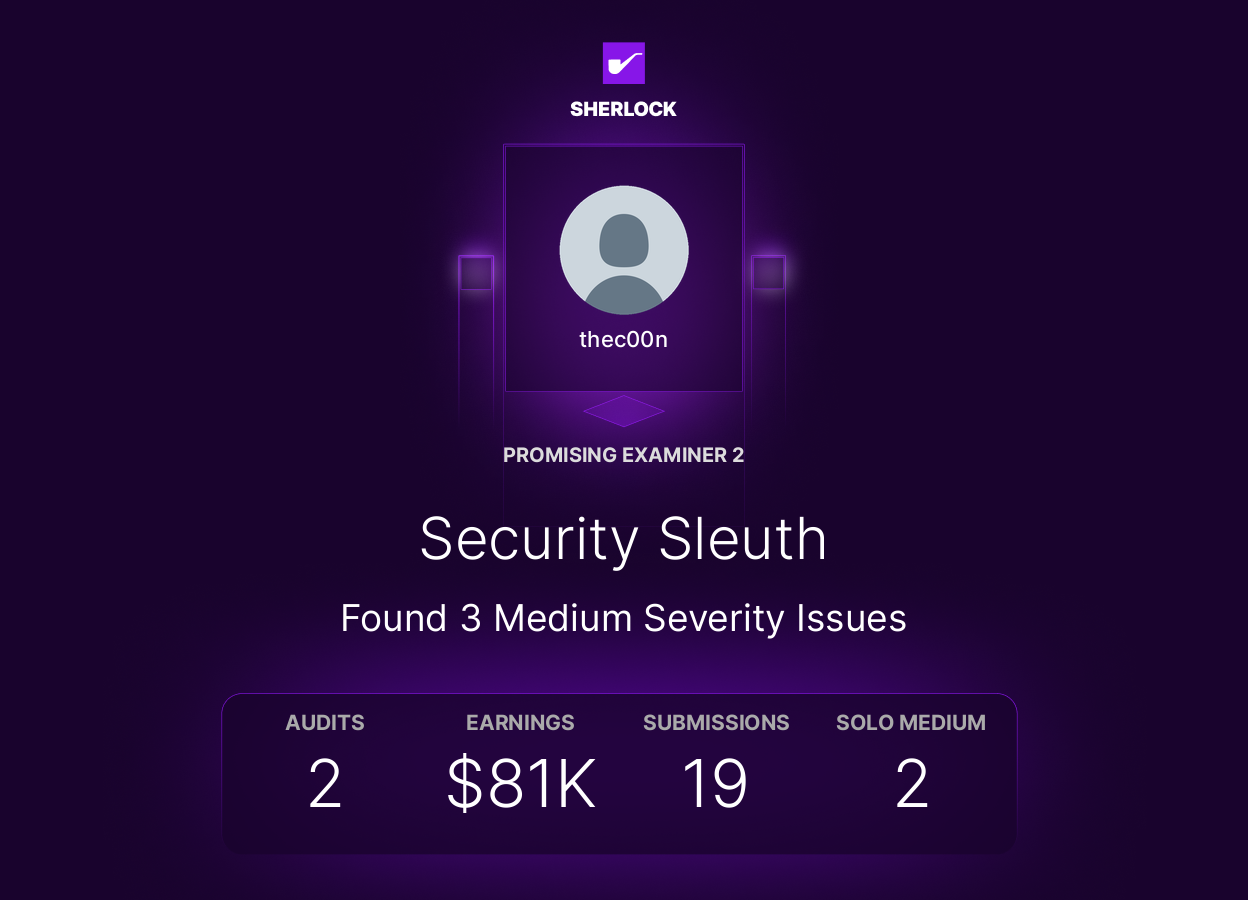 SHERLOCK
thec00n
PROMISING EXAMINER 2
Security Sleuth
Found 3 Medium Severity Issues
AUDITS EARNINGS SUBMISSIONS SOLO MEDIUM
2 $81K 19 2